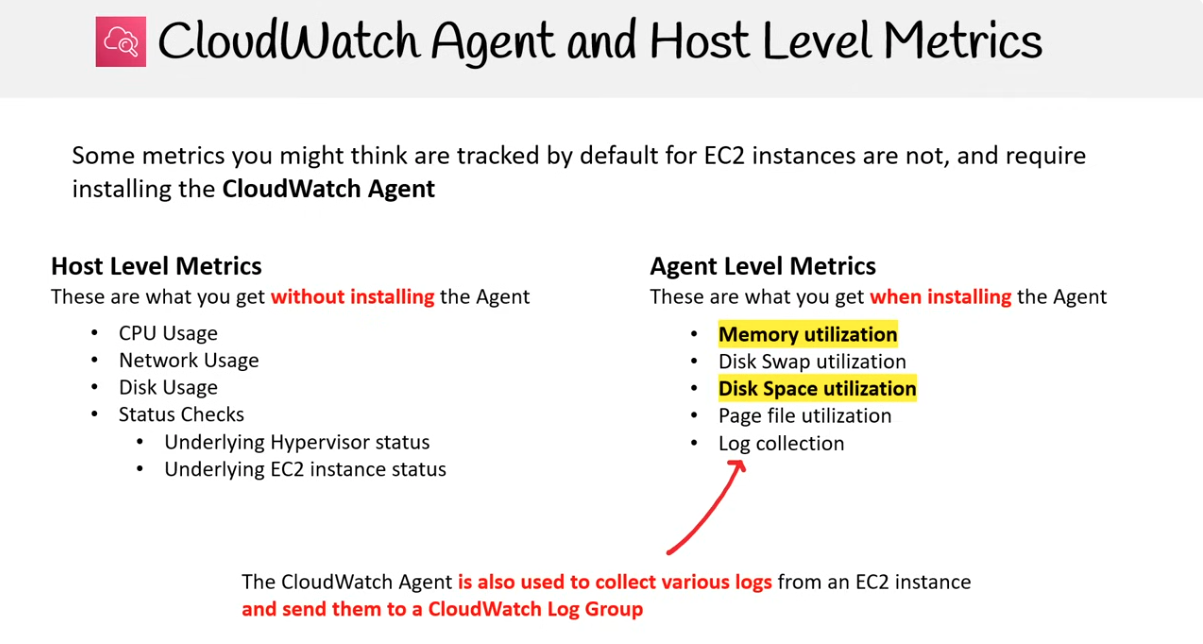 CloudWatch Agent and Host Level Metrics
Some metrics you might think are tracked by default for EC2 instances are not, and require
installing the CloudWatch Agent
Host Level Metrics
These are what you get without installing the Agent
• CPU Usage
• Network Usage
• Disk Usage
• Status Checks
• Underlying Hypervisor status
• Underlying EC2 instance status
Agent Level Metrics
These are what you get when installing the Agent
• Memory utilization
• Disk Swap utilization
• Disk Space utilization
• Page file utilization
• Log collection
The CloudWatch Agent is also used to collect various logs from an EC2 instance
and send them to a CloudWatch Log Group